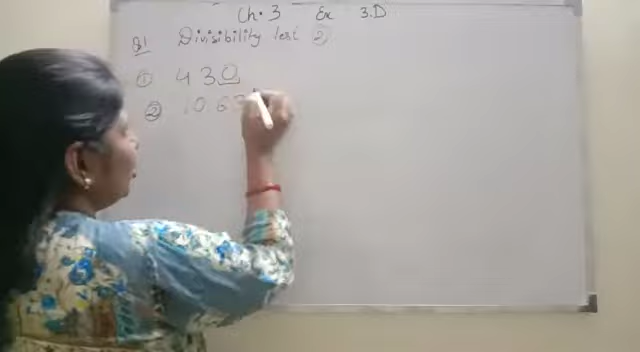 Ch. 3 Ex 3.D
Q1 Divisibility test 2
① 430
② 1063